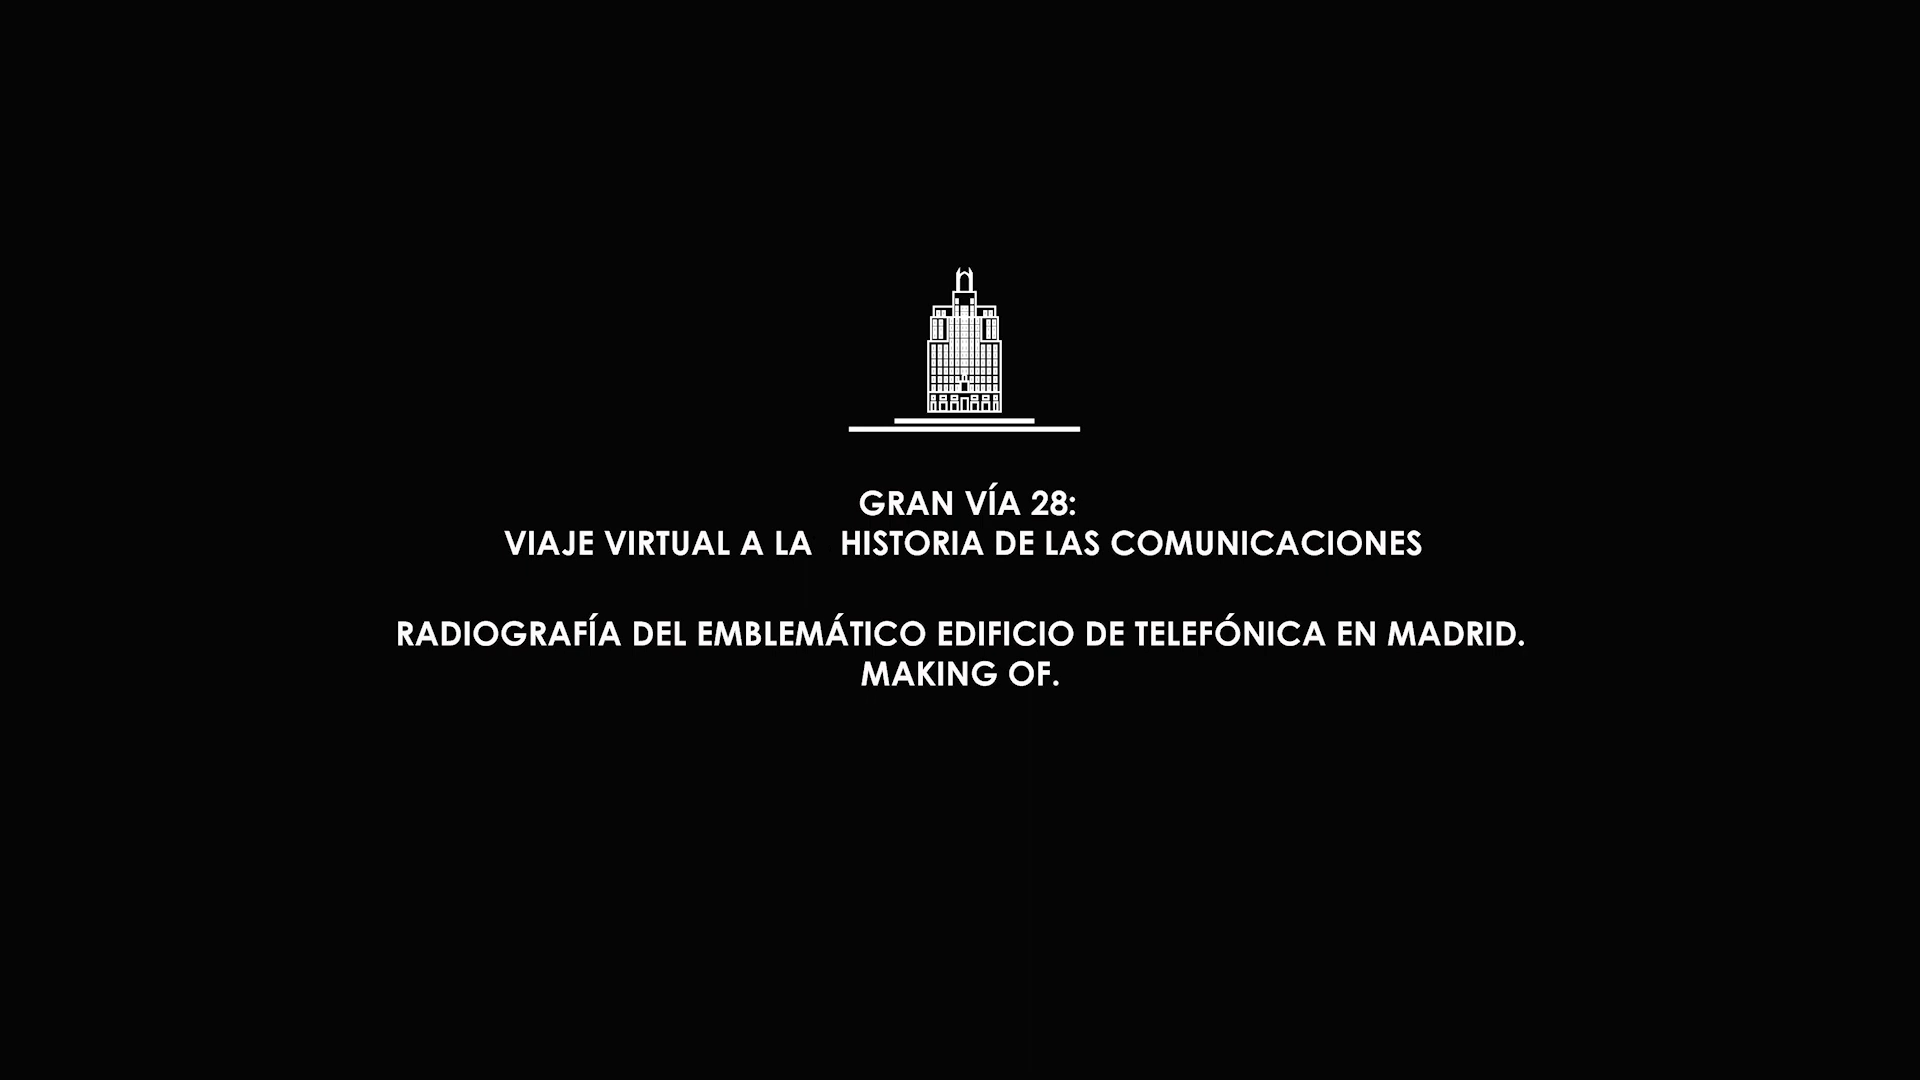 GRAN VÍA 28:
VIAJE VIRTUAL A LA HISTORIA DE LAS COMUNICACIONES
RADIOGRAFÍA DEL EMBLEMÁTICO EDIFICIO DE TELEFÓNICA EN MADRID.
MAKING OF.